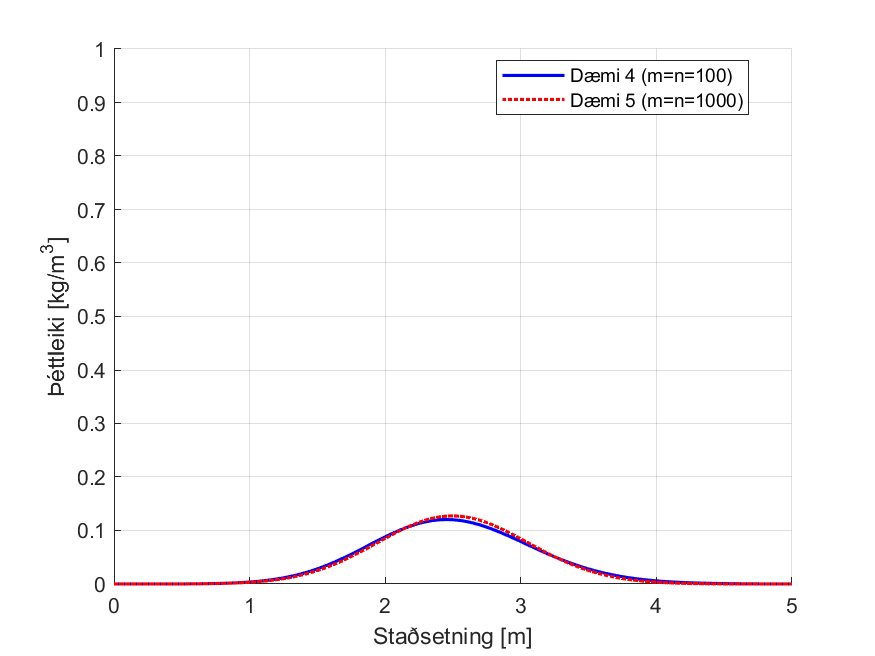 Dæmi 4 (m=n=100)
Dæmi 5 (m=n=1000)
1
0.9
0.8
0.7
0.6
0.5
0.4
0.3
0.2
0.1
0
Þéttleiki [kg/m³]
0 1 2 3 4 5
Staðsetning [m]